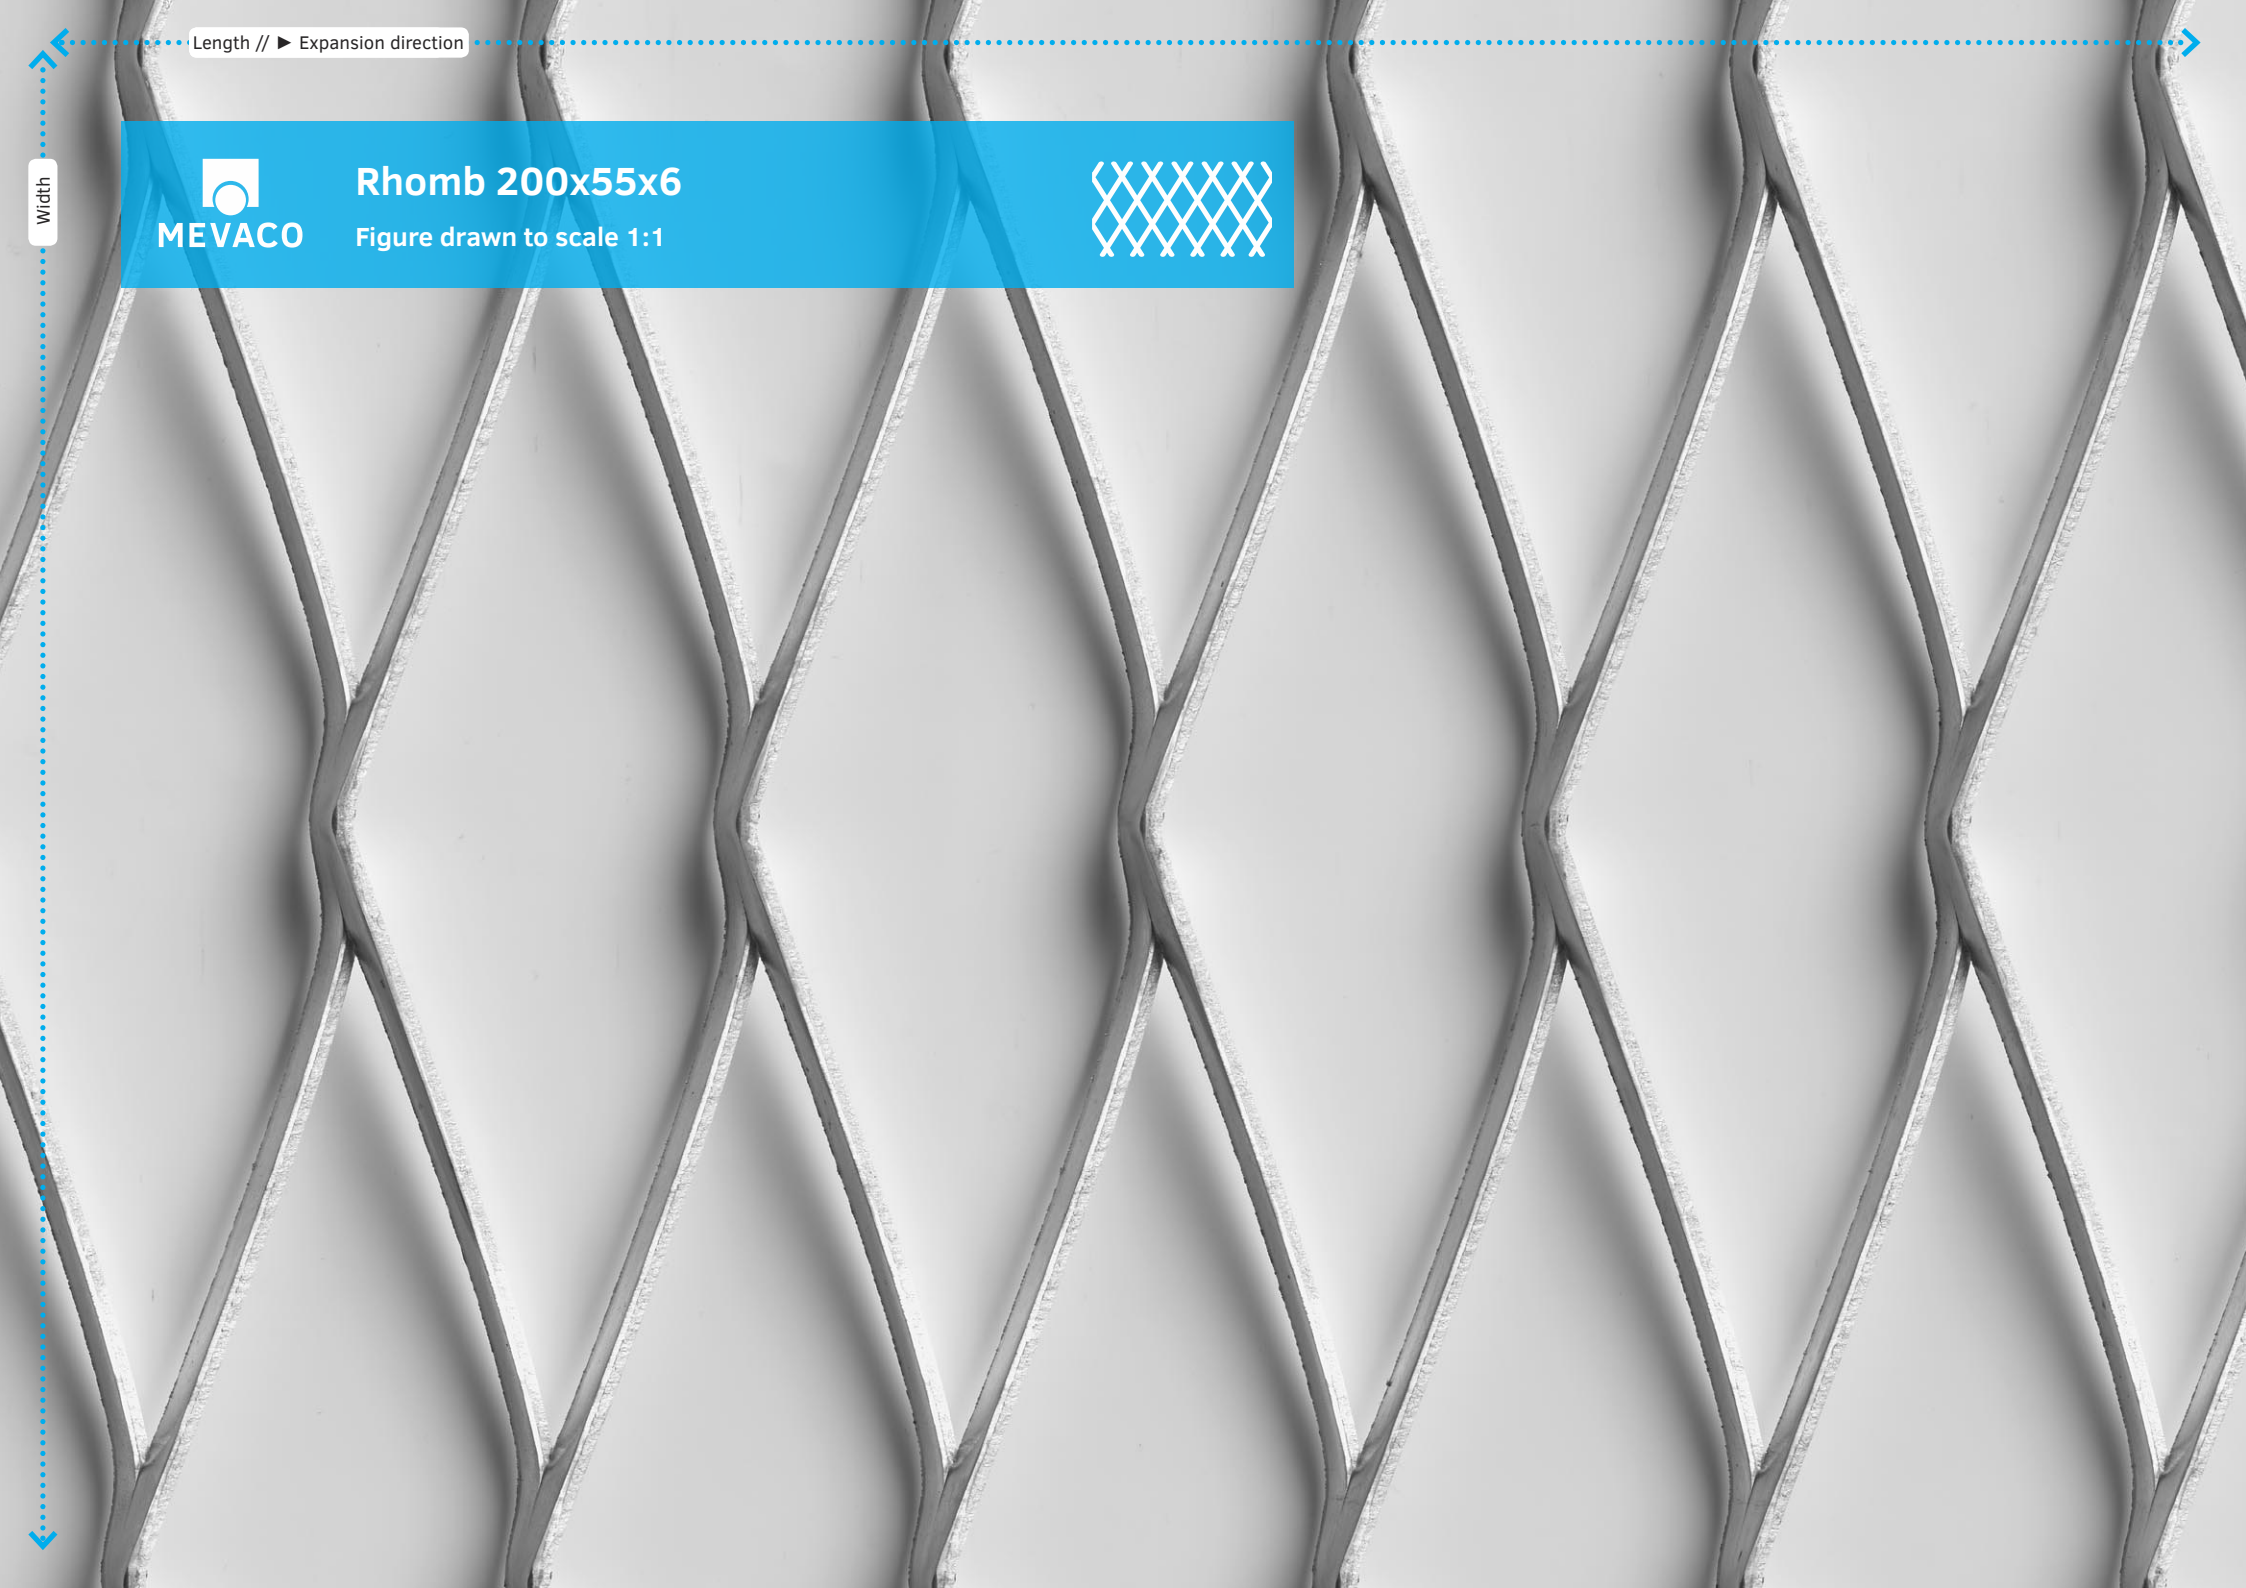 Length // ► Expansion direction
Width
MEVACO
Rhomb 200x55x6
Figure drawn to scale 1:1